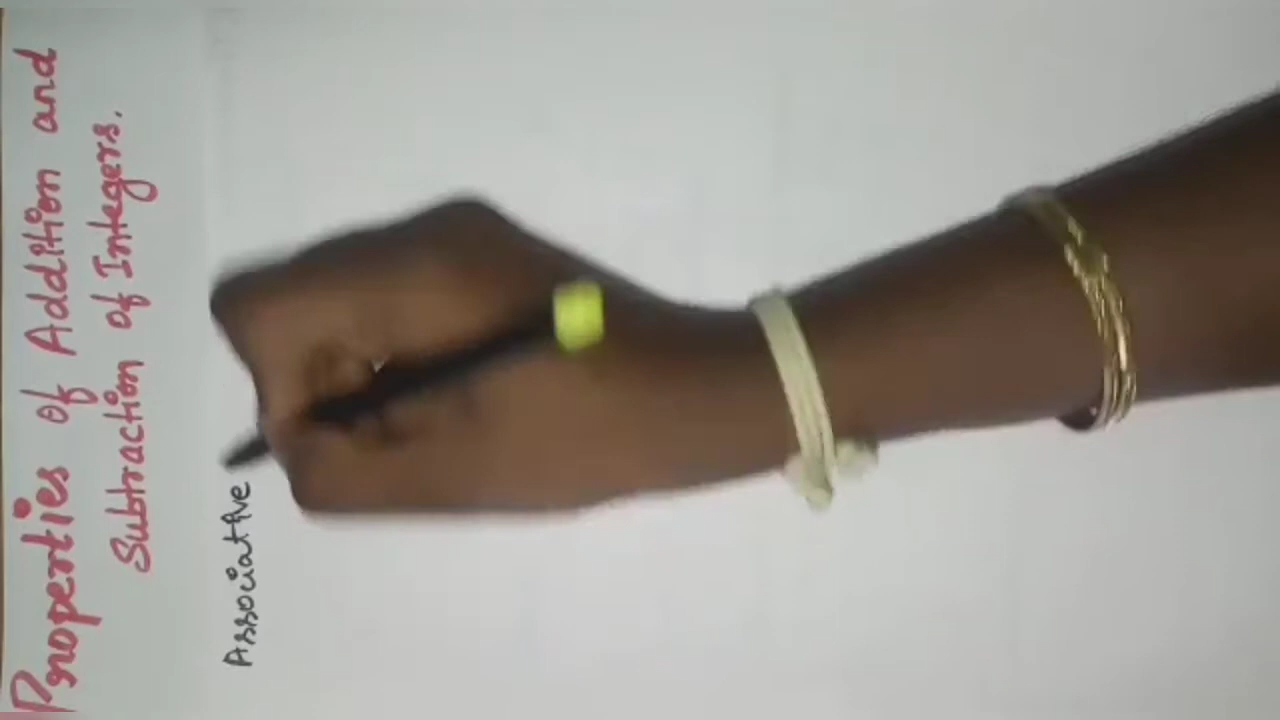 Properties of Addition and
Subtraction of Integers.
Associative